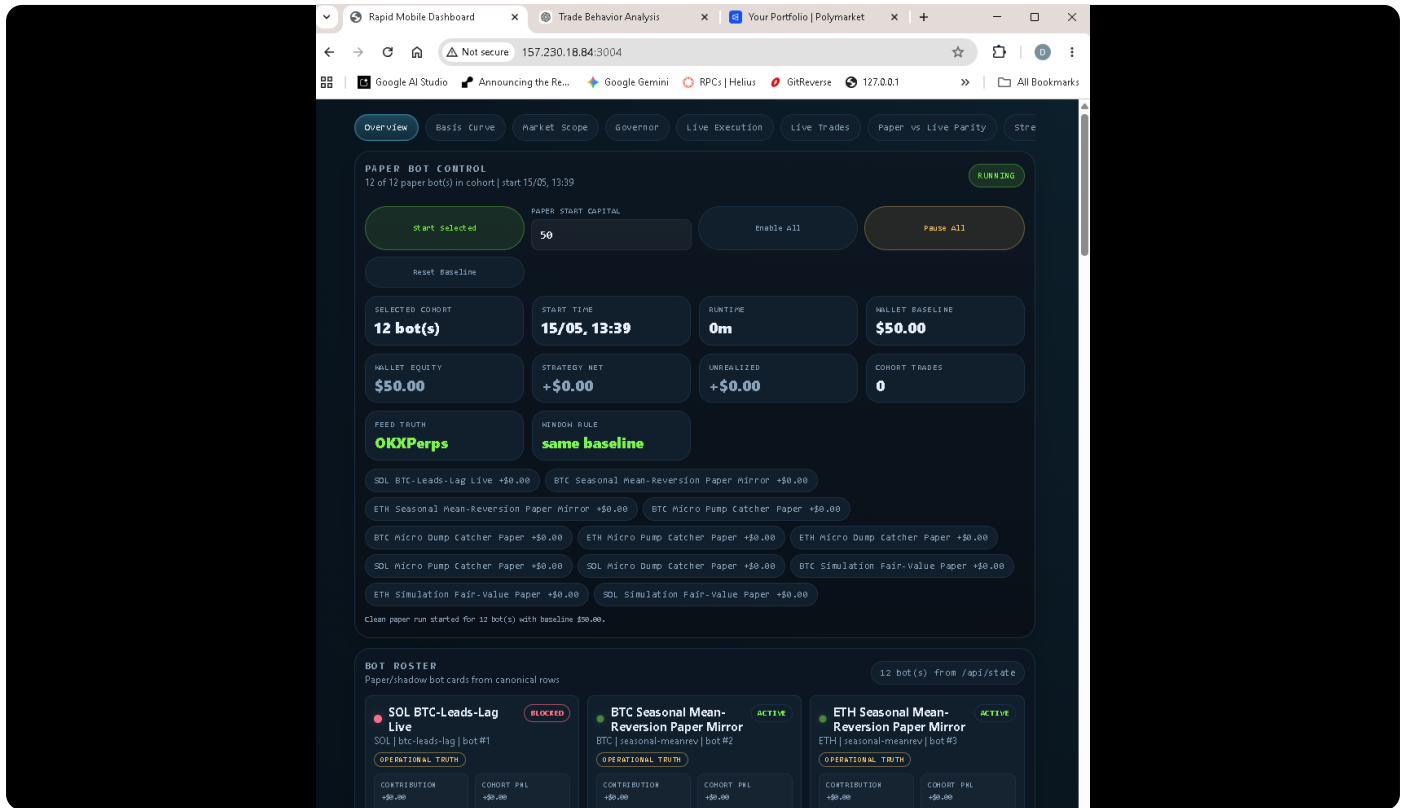 Rapid Mobile Dashboard Trade Behavior Analysis Your Portfolio | Polymarket
Not secure 157.230.18.84:3004 D
Google AI Studio Announcing the Re... Google Gemini RPCs | Helius GitReverse 127.0.0.1 » All Bookmarks
Overview Basis Curve Market Scope Governor Live Execution Live Trades Paper vs Live Parity Stre
PAPER BOT CONTROL
12 of 12 paper bot(s) in cohort | start 15/05, 13:39
RUNNING
Start Selected
PAPER START CAPITAL
50
Enable All
Pause All
Reset Baseline
SELECTED COHORT
12 bot(s)
START TIME
15/05, 13:39
RUNTIME
0m
WALLET BASELINE
$50.00
WALLET EQUITY
$50.00
STRATEGY NET
+$0.00
UNREALIZED
+$0.00
COHORT TRADES
0
FEED TRUTH
OKXPerps
WINDOW RULE
same baseline
SOL BTC-Leads-Lag Live +$0.00 BTC Seasonal Mean-Reversion Paper Mirror +$0.00
ETH Seasonal Mean-Reversion Paper Mirror +$0.00 BTC Micro Pump Catcher Paper +$0.00
BTC Micro Dump Catcher Paper +$0.00 ETH Micro Pump Catcher Paper +$0.00 ETH Micro Dump Catcher Paper +$0.00
SOL Micro Pump Catcher Paper +$0.00 SOL Micro Dump Catcher Paper +$0.00 BTC Simulation Fair-Value Paper +$0.00
ETH Simulation Fair-Value Paper +$0.00 SOL Simulation Fair-Value Paper +$0.00
Clean paper run started for 12 bot(s) with baseline $50.00.
BOT ROSTER
Paper/shadow bot cards from canonical rows
12 bot(s) from /api/state
SOL BTC-Leads-Lag
Live
BLOCKED
SOL | btc-leads-lag | bot #1
OPERATIONAL TRUTH
CONTRIBUTION
+$0.00
COHORT PNL
+$0.00
BTC Seasonal Mean-
Reversion Paper Mirror
ACTIVE
BTC | seasonal-meanrev | bot #2
OPERATIONAL TRUTH
CONTRIBUTION
+$0.00
COHORT PNL
+$0.00
ETH Seasonal Mean-
Reversion Paper Mirror
ACTIVE
ETH | seasonal-meanrev | bot #3
OPERATIONAL TRUTH
CONTRIBUTION
+$0.00
COHORT PNL
+$0.00